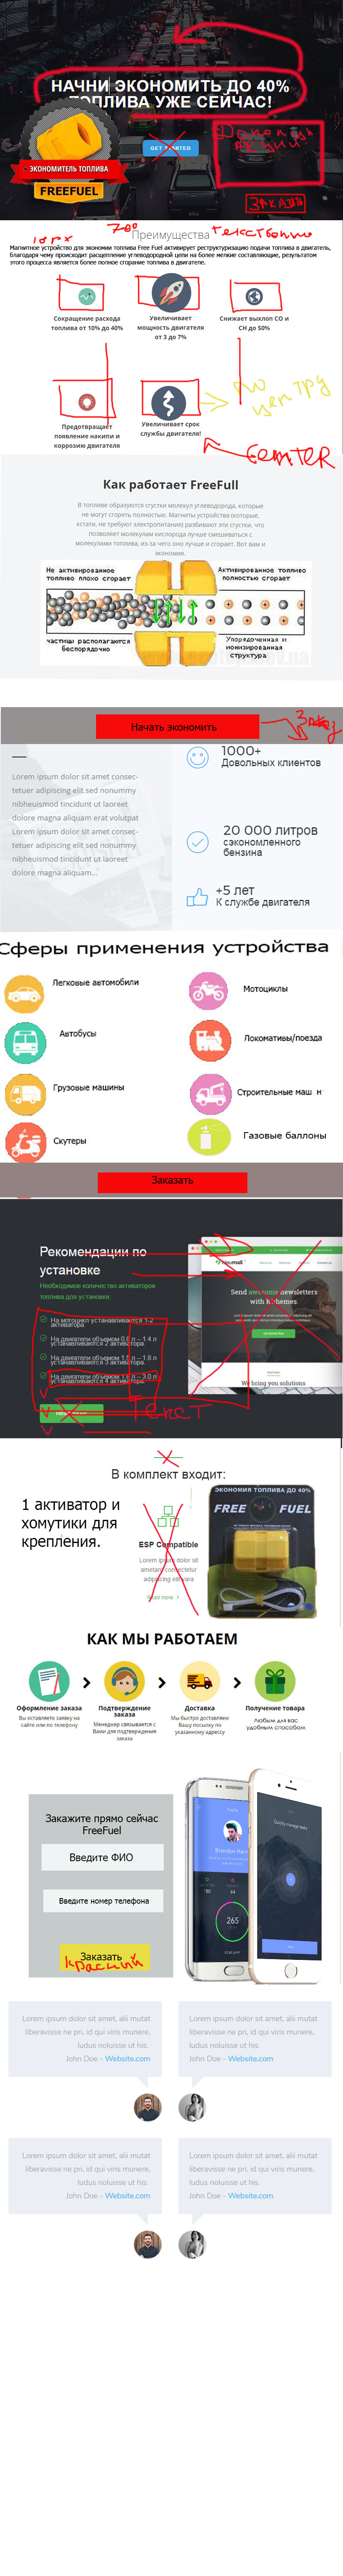 НАЧНИ ЭКОНОМИТЬ ДО 40%
ТОПЛИВА УЖЕ СЕЙЧАС!
ЭКОНОМИТЕЛЬ ТОПЛИВА
FREEFUEL
GET STARTED
ЗАКАЗАТЬ
700
Преимущества
текственно
Магнитное устройство для экономии топлива Free Fuel активирует реструктуризацию подачи топлива в двигатель,
благодаря чему происходит расщепление углеводородной цепи на более мелкие составляющие, результатом
этого процесса является более полное сгорание топлива в двигателе.
Сокращение расхода
топлива от 10% до 40%
Увеличивает
мощность двигателя
от 3 до 7%
Снижает выхлоп СО и
СН до 50%
по
центру
Предотвращает
появление накипи и
коррозию двигателя
Увеличивает срок
службы двигателя!
Center
Как работает FreeFull
В топливе образуются сгустки молекул углеводорода, которые
не могут сгореть полностью. Магниты устройства (которые,
кстати, не требуют электропитания) разбивают эти сгустки, что
позволяет молекулам кислорода лучше смешиваться с
молекулами топлива, из-за чего оно лучше и сгорает. Вот вам и
экономия.
Не активированное
топливо плохо сгорает
Активированное топливо
полностью сгорает
частицы располагаются
беспорядочно
Упорядоченная и
ионизированная
структура
Начать экономить
Lorem ipsum dolor sit amet consec-
tetuer adipiscing elit sed nonummy
nibheuismod tincidunt ut laoreet
dolore magna aliquam erat volutpat
Lorem ipsum dolor sit amet consec-
tetuer adipiscing elit sed nonummy
nibheuismod tincidunt ut laoreet
dolore magna aliquam...
1000+
Довольных клиентов
20 000 литров
сэкономленного
бензина
+5 лет
К службе двигателя
Сферы применения устройства
Легковые автомобили
Мотоциклы
Автобусы
Локомативы/поезда
Грузовые машины
Строительные маш н
Скутеры
Газовые баллоны
Заказать
Рекомендации по
установке
Необходимое количество активаторов
топлива для установки
На мотоцикл устанавливается 1-2
активатора
На двигатели объемом 0.8 л – 1.4 л
устанавливаются 2 активатора
На двигатели объемом 1.5 л – 1.8 л
устанавливаются 3 активатора
На двигатели объемом 1.8 л – 3.0 л
устанавливаются 4 активатора
Send awesome newsletters
with Kthemes.
We bring you solutions
Текст
В комплект входит:
1 активатор и
хомутики для
крепления.
ESP Compatible
Lorem ipsum dolor sit
ametan consectetur
adipiscing elit vara
Read more
ЭКОНОМИЯ ТОПЛИВА ДО 40%
FREE FUEL
КАК МЫ РАБОТАЕМ
Оформление заказа
Вы оставляете заявку на
сайте или по телефону
Подтверждение
заказа
Менеджер связывается с
Вами для подтверждения
заказа
Доставка
Мы быстро доставляем
Вашу посылку по
указанному адрессу
Получение товара
Любым для вас
удобным способом
Закажите прямо сейчас
FreeFuel
Введите ФИО
Введите номер телефона
Заказать
Красный
180
64
265
Lorem ipsum dolor sit amet, alii mutat
liberavisse ne pri, id qui viris munere,
ludus noluisse ut his.
John Doe - Website.com
Lorem ipsum dolor sit amet, alii mutat
liberavisse ne pri, id qui viris munere,
ludus noluisse ut his.
John Doe - Website.com
Lorem ipsum dolor sit amet, alii mutat
liberavisse ne pri, id qui viris munere,
ludus noluisse ut his.
John Doe - Website.com
Lorem ipsum dolor sit amet, alii mutat
liberavisse ne pri, id qui viris munere,
ludus noluisse ut his.
John Doe - Website.com